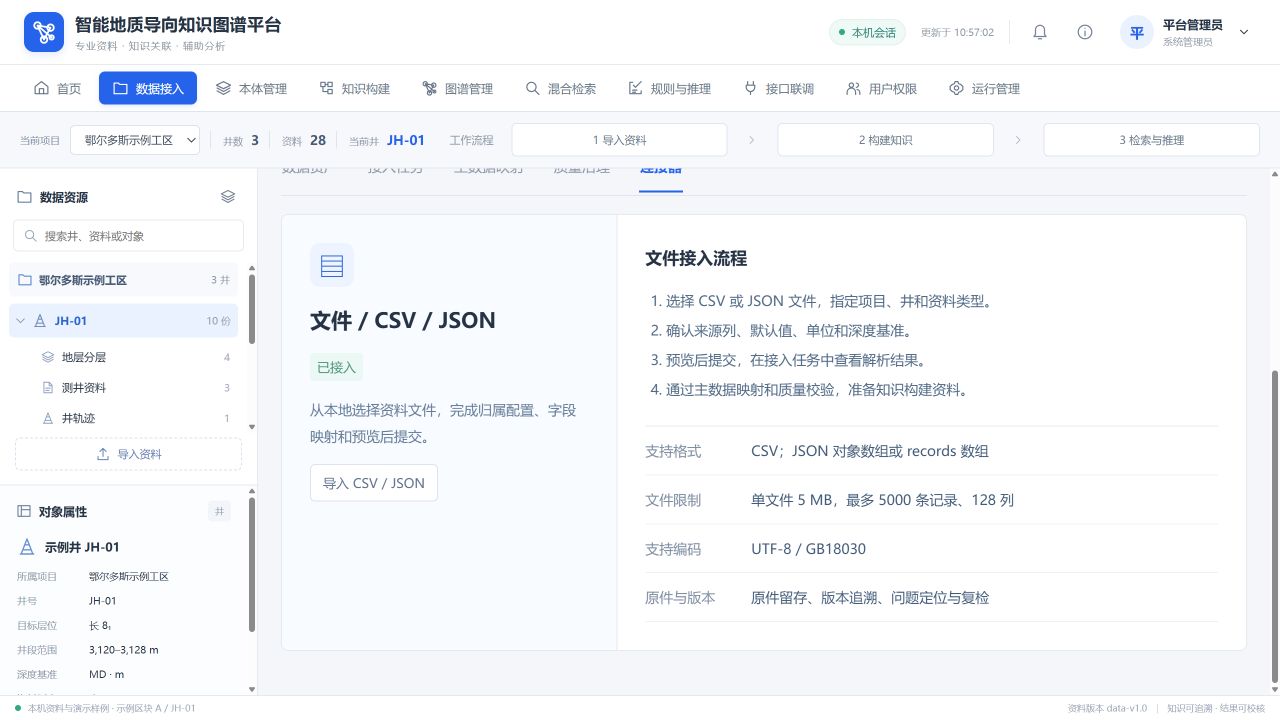 智能地质导向知识图谱平台
专业资料 · 知识关联 · 辅助分析
本机会话
更新于 10:57:02
平
平台管理员
系统管理员
首页
数据接入
本体管理
知识构建
图谱管理
混合检索
规则与推理
接口联调
用户权限
运行管理
当前项目 鄂尔多斯示例工区
井数 3
资料 28
当前井 JH-01
工作流程
1 导入资料
2 构建知识
3 检索与推理
数据资源
搜索井、资料或对象
鄂尔多斯示例工区 3 井
JH-01 10 份
地层分层 4
测井资料 3
井轨迹 1
导入资料
对象属性 井
示例井 JH-01
所属项目 鄂尔多斯示例工区
井号 JH-01
目标层位 长 8₁
井段范围 3,120–3,128 m
深度基准 MD · m
数据资产 接入任务 主数据映射 质量治理 连接器
文件 / CSV / JSON
已接入
从本地选择资料文件，完成归属配置、字段
映射和预览后提交。
导入 CSV / JSON
文件接入流程
1. 选择 CSV 或 JSON 文件，指定项目、井和资料类型。
2. 确认来源列、默认值、单位和深度基准。
3. 预览后提交，在接入任务中查看解析结果。
4. 通过主数据映射和质量校验，准备知识构建资料。
支持格式 CSV；JSON 对象数组或 records 数组
文件限制 单文件 5 MB，最多 5000 条记录、128 列
支持编码 UTF-8 / GB18030
原件与版本 原件留存、版本追溯、问题定位与复检
本机资料与演示样例 · 示例区块 A / JH-01
资料版本 data-v1.0
知识可追溯 · 结果可校核